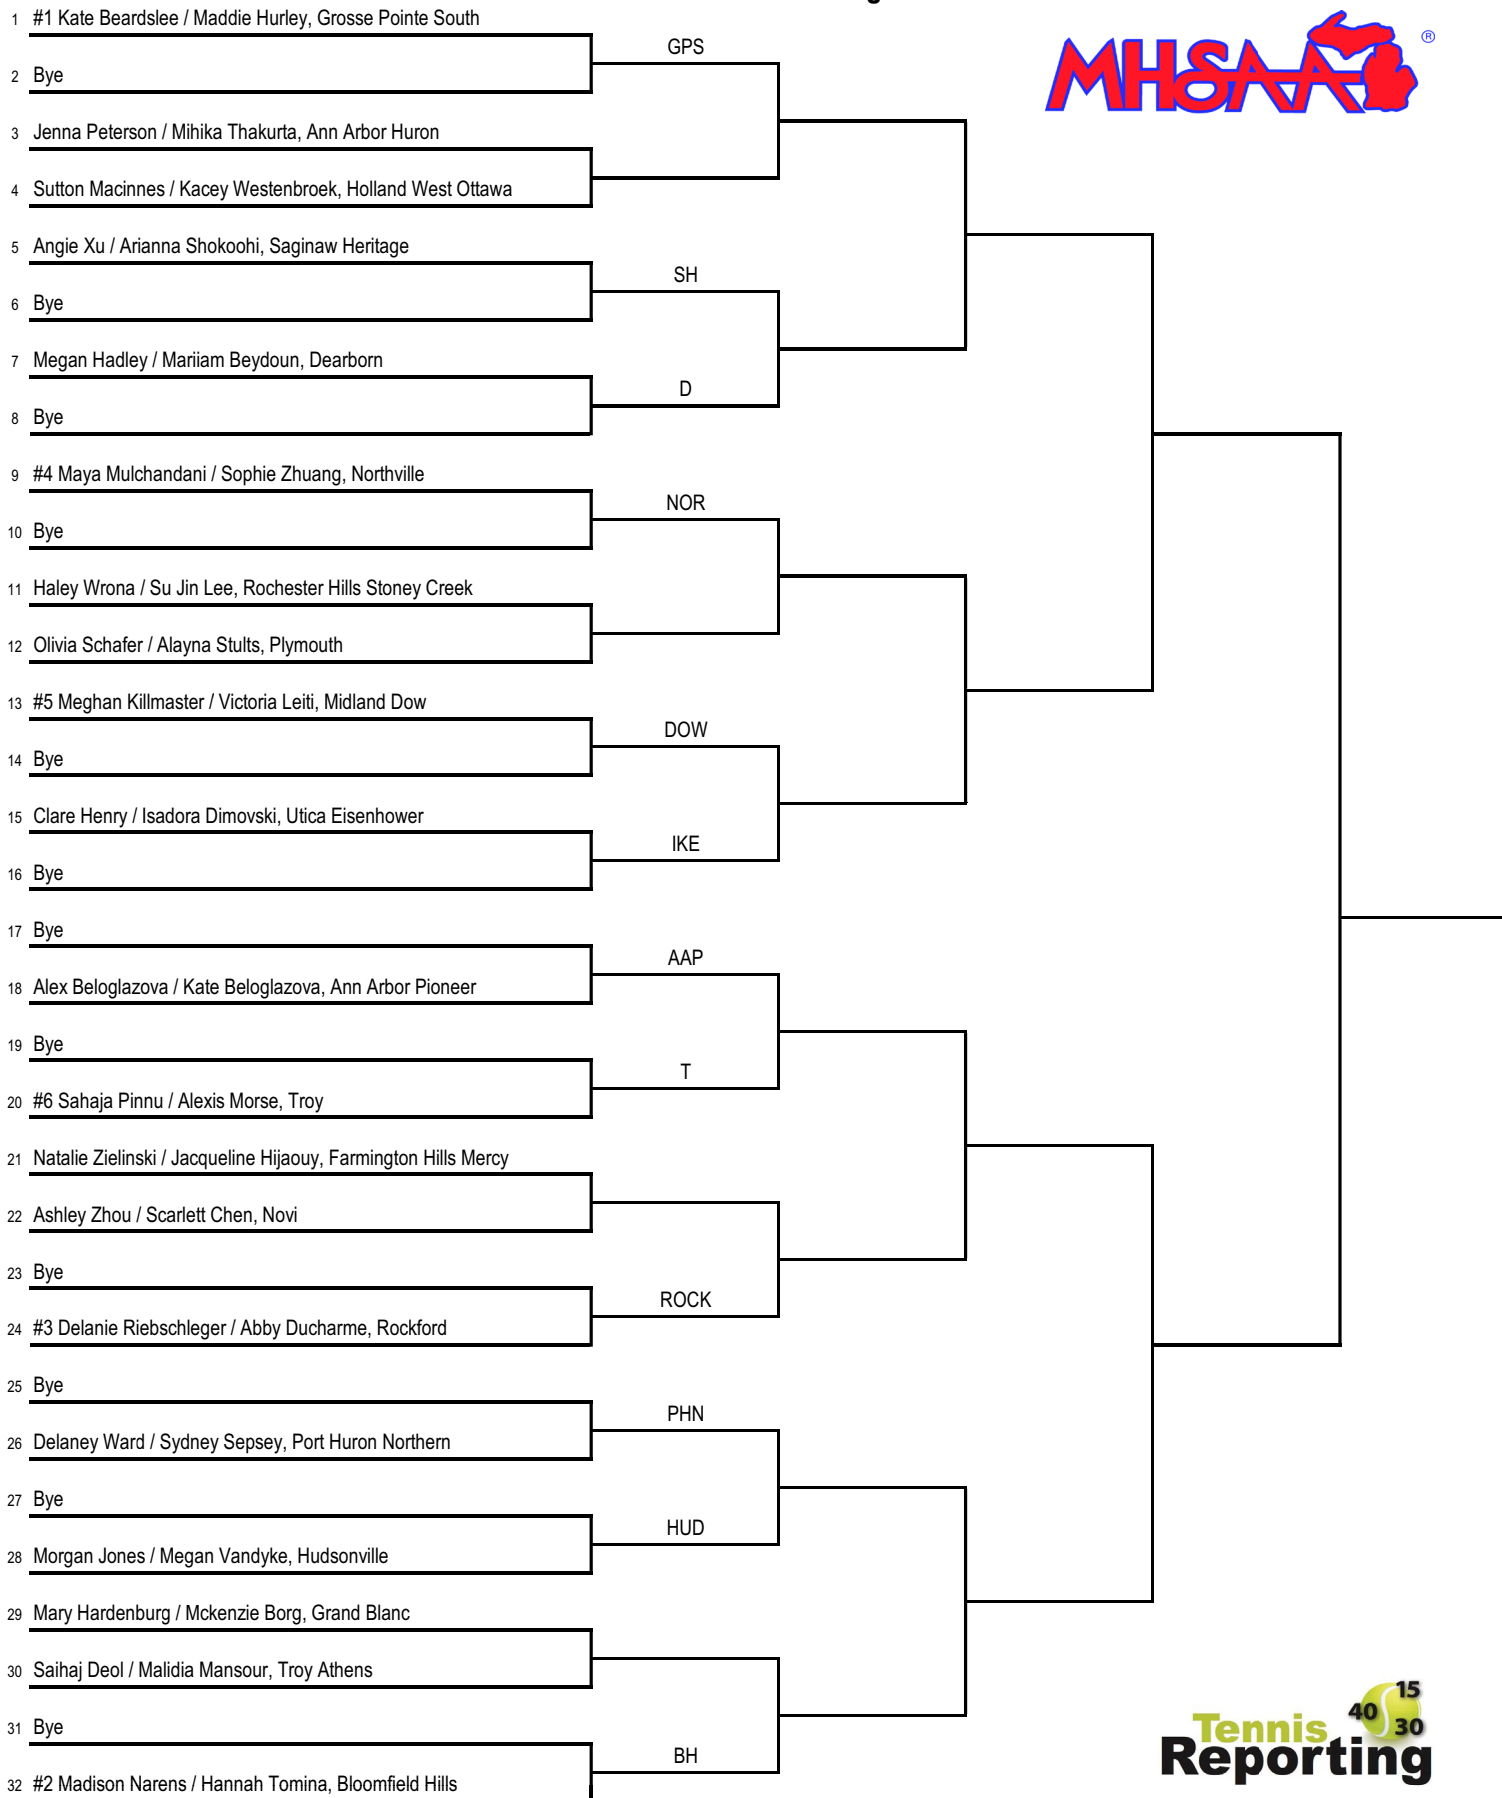 1 #1 Kate Beardslee / Maddie Hurley, Grosse Pointe South
GPS
MHSAA ®
2 Bye
3 Jenna Peterson / Mihika Thakurta, Ann Arbor Huron
4 Sutton Macinnes / Kacey Westenbroek, Holland West Ottawa
5 Angie Xu / Arianna Shokoohi, Saginaw Heritage
SH
6 Bye
7 Megan Hadley / Mariiam Beydoun, Dearborn
D
8 Bye
9 #4 Maya Mulchandani / Sophie Zhuang, Northville
NOR
10 Bye
11 Haley Wrona / Su Jin Lee, Rochester Hills Stoney Creek
12 Olivia Schafer / Alayna Stults, Plymouth
13 #5 Meghan Killmaster / Victoria Leiti, Midland Dow
DOW
14 Bye
15 Clare Henry / Isadora Dimovski, Utica Eisenhower
IKE
16 Bye
17 Bye
AAP
18 Alex Beloglazova / Kate Beloglazova, Ann Arbor Pioneer
19 Bye
T
20 #6 Sahaja Pinnu / Alexis Morse, Troy
21 Natalie Zielinski / Jacqueline Hijaouy, Farmington Hills Mercy
22 Ashley Zhou / Scarlett Chen, Novi
23 Bye
ROCK
24 #3 Delanie Riebschleger / Abby Ducharme, Rockford
25 Bye
PHN
26 Delaney Ward / Sydney Sepsey, Port Huron Northern
27 Bye
HUD
28 Morgan Jones / Megan Vandyke, Hudsonville
29 Mary Hardenburg / Mckenzie Borg, Grand Blanc
30 Saihaj Deol / Malidia Mansour, Troy Athens
31 Bye
BH
32 #2 Madison Narens / Hannah Tomina, Bloomfield Hills
15
40
30
Tennis
Reporting